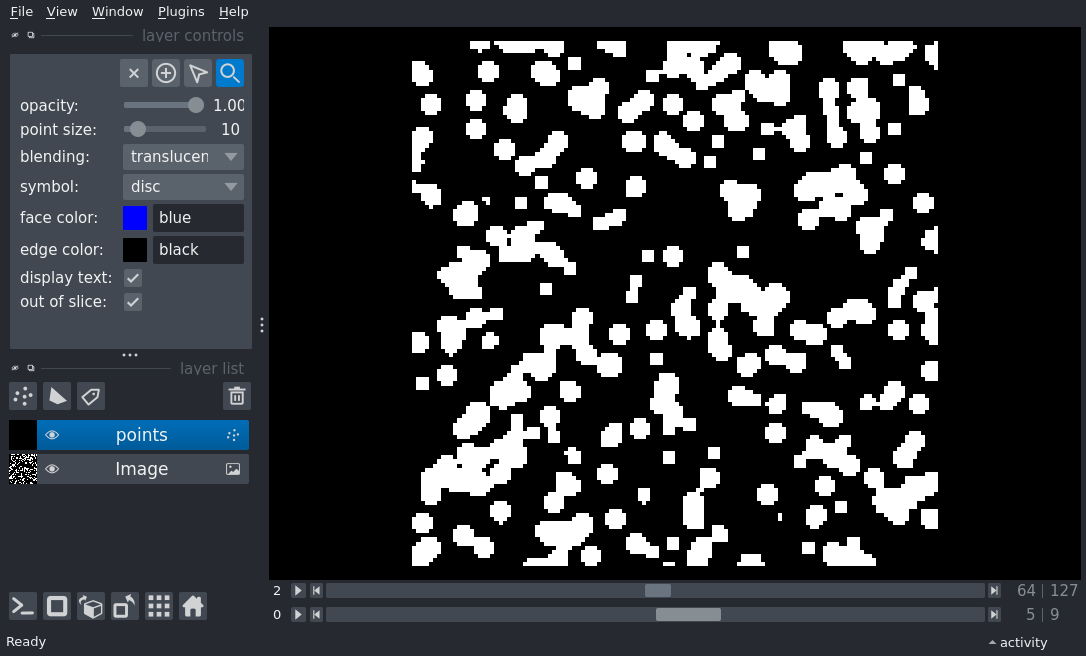 File View Window Plugins Help
layer controls
opacity: 1.00
point size: 10
blending: translucen
symbol: disc
face color: blue
edge color: black
display text:
out of slice:
layer list
points
Image
2 64 | 127
0 5 | 9
Ready activity